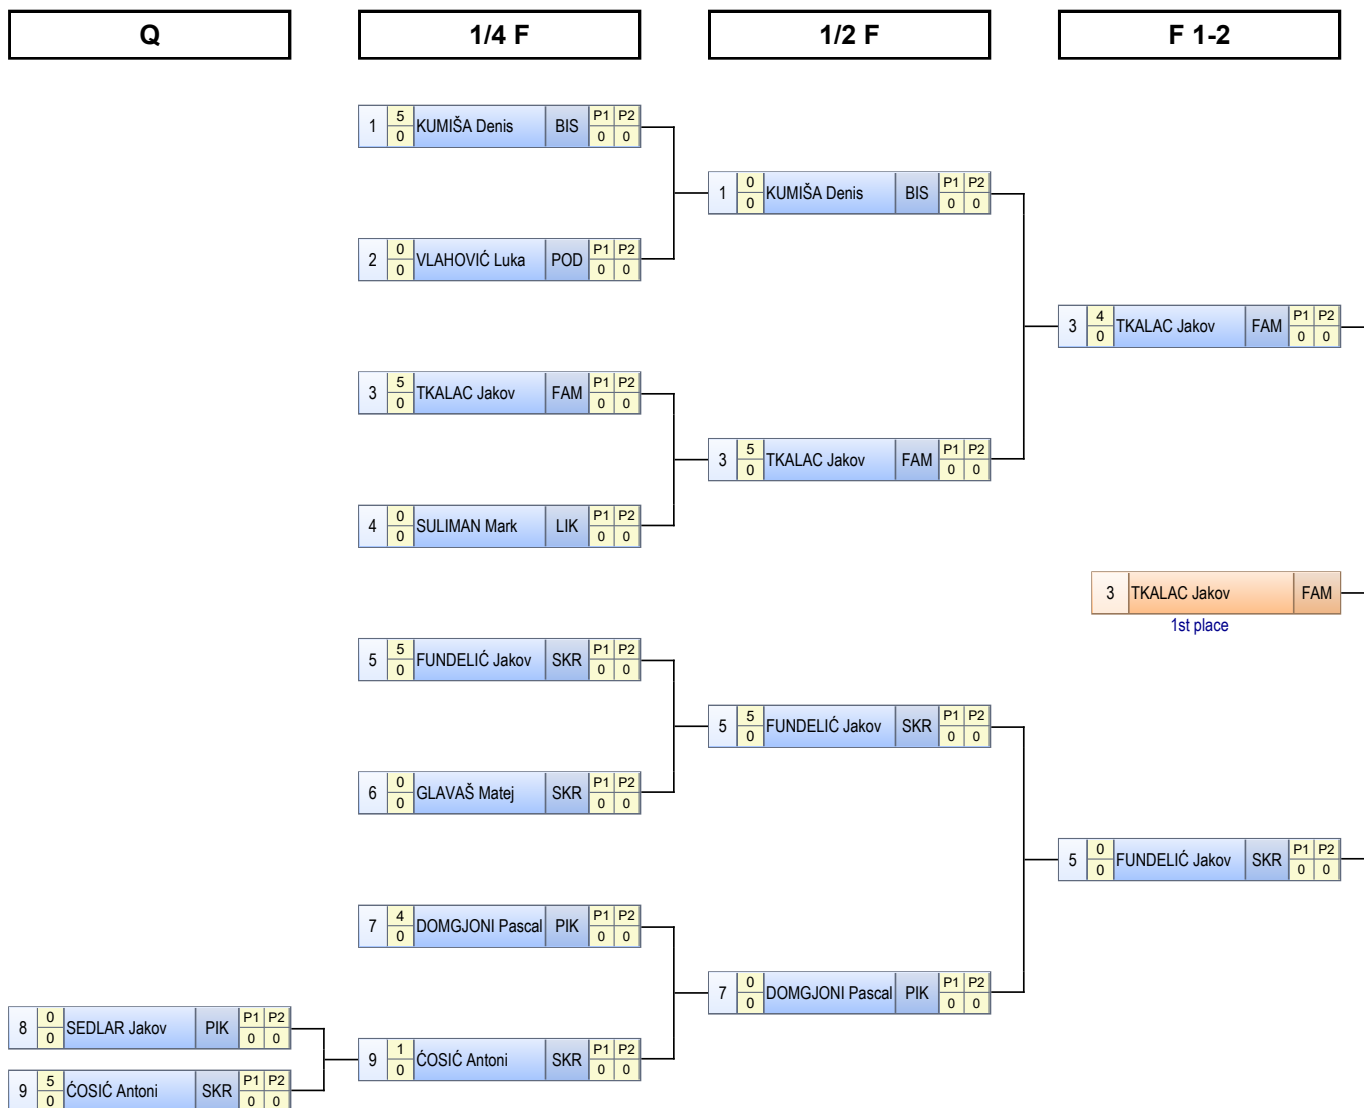 Q 1/4 F 1/2 F F 1-2
1 5 0 KUMIŠA Denis BIS P1 P2 0 0
1 0 0 KUMIŠA Denis BIS P1 P2 0 0
2 0 0 VLAHOVIĆ Luka POD P1 P2 0 0
3 4 0 TKALAC Jakov FAM P1 P2 0 0
3 5 0 TKALAC Jakov FAM P1 P2 0 0
3 5 0 TKALAC Jakov FAM P1 P2 0 0
4 0 0 SULIMAN Mark LIK P1 P2 0 0
3 TKALAC Jakov FAM
1st place
5 5 0 FUNDELIĆ Jakov SKR P1 P2 0 0
5 5 0 FUNDELIĆ Jakov SKR P1 P2 0 0
6 0 0 GLAVAŠ Matej SKR P1 P2 0 0
5 0 0 FUNDELIĆ Jakov SKR P1 P2 0 0
7 4 0 DOMGJONI Pascal PIK P1 P2 0 0
7 0 0 DOMGJONI Pascal PIK P1 P2 0 0
8 0 0 SEDLAR Jakov PIK P1 P2 0 0
9 1 0 ĆOSIĆ Antoni SKR P1 P2 0 0
9 5 0 ĆOSIĆ Antoni SKR P1 P2 0 0